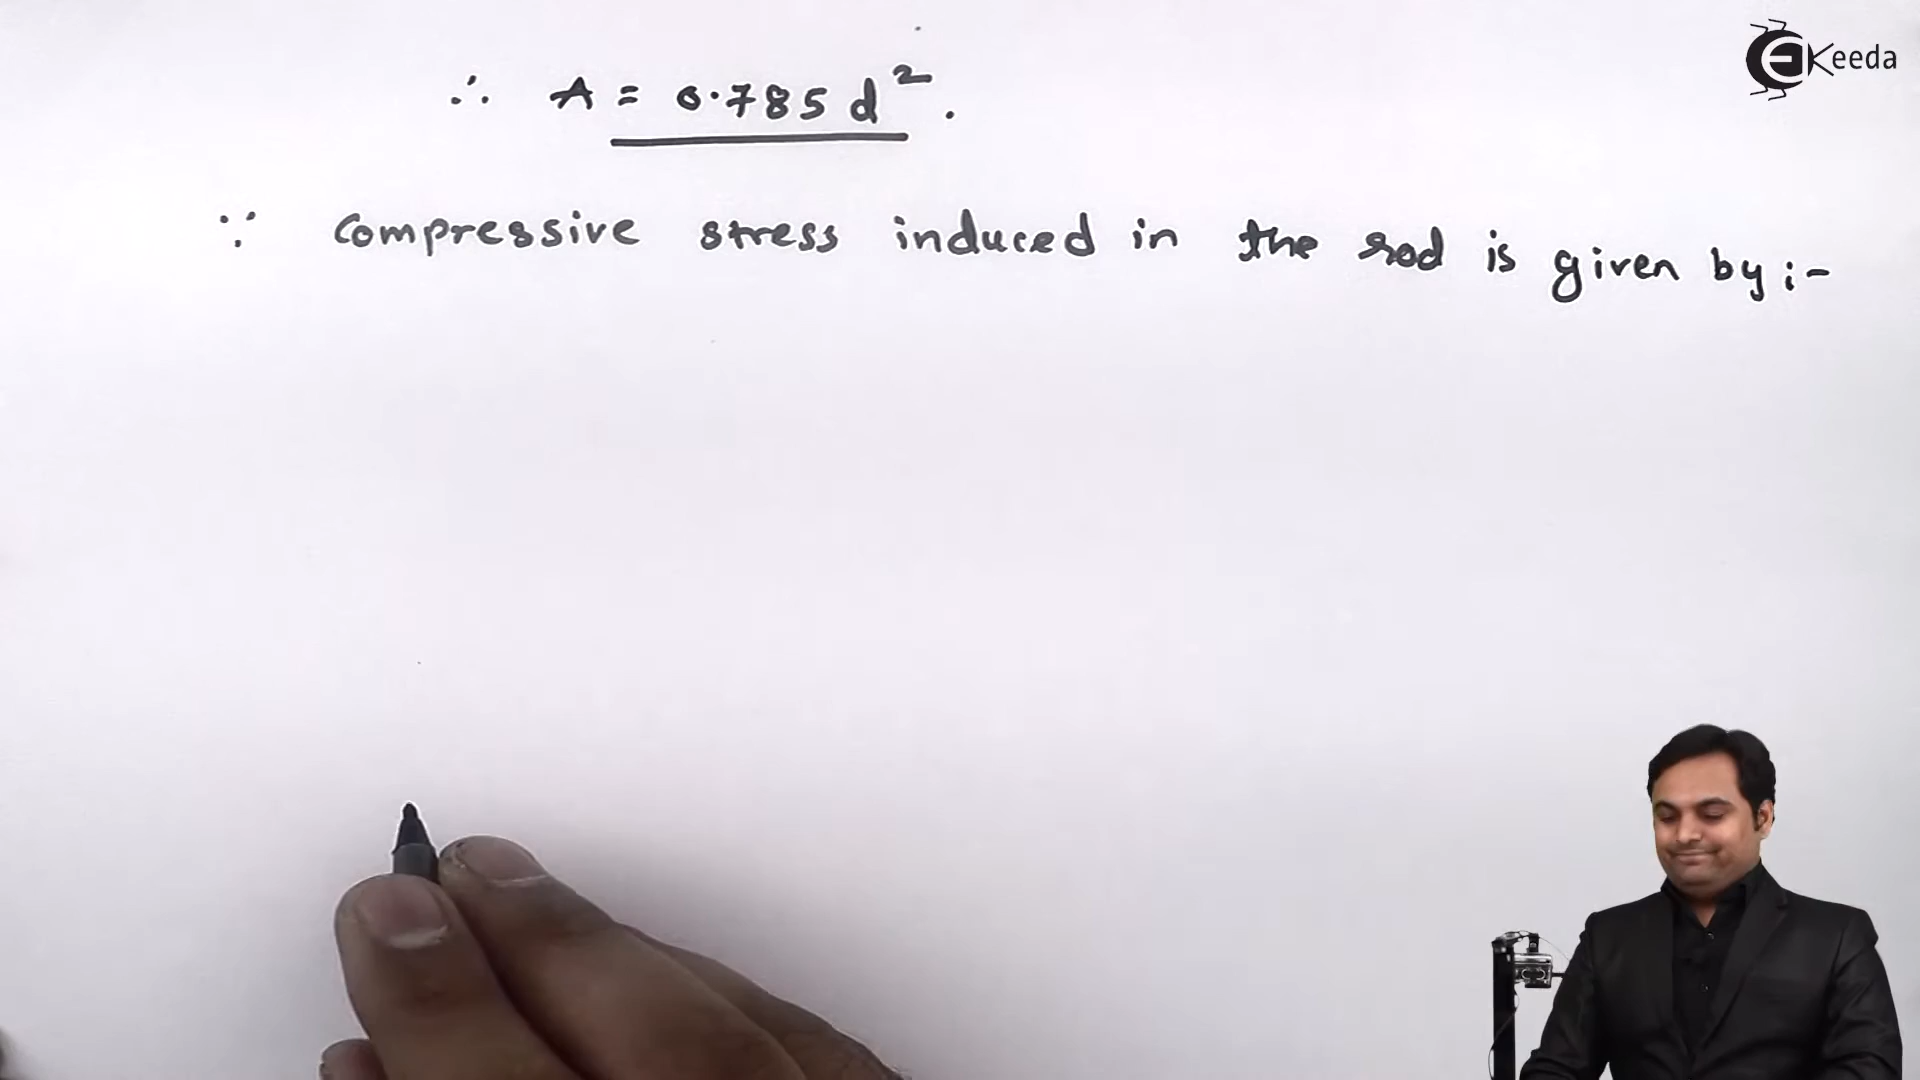 EKeeda
∴ A = 0.785 d².
∵ compressive stress induced in the rod is given by :-